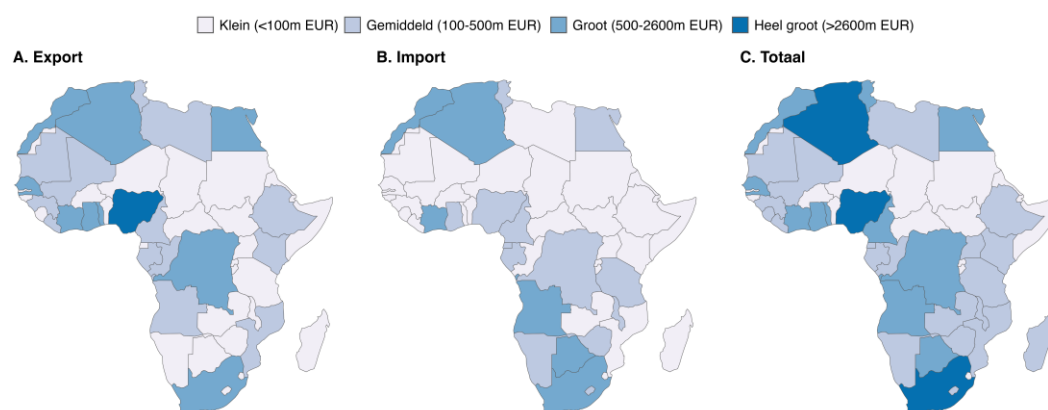 Klein (<100m EUR) Gemiddeld (100-500m EUR) Groot (500-2600m EUR) Heel groot (>2600m EUR)
A. Export B. Import C. Totaal